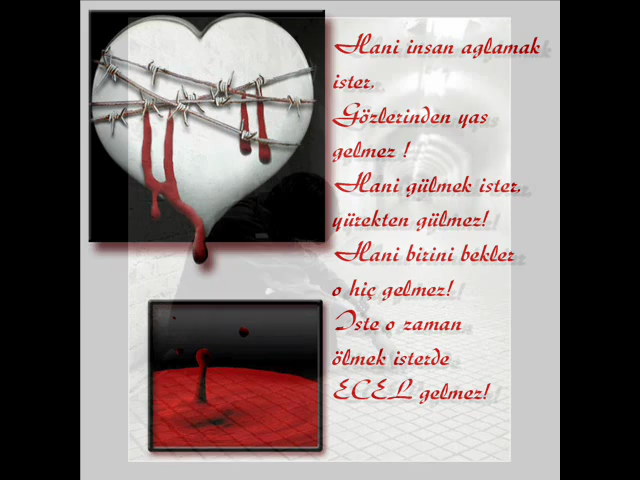 Hani insan aglamak
ister,
Gözlerinden yas
gelmez !
Hani gülmek ister,
yürekten gülmez!
Hani birini bekler
o hiç gelmez!
Iste o zaman
ölmek isterde
ECEL gelmez!